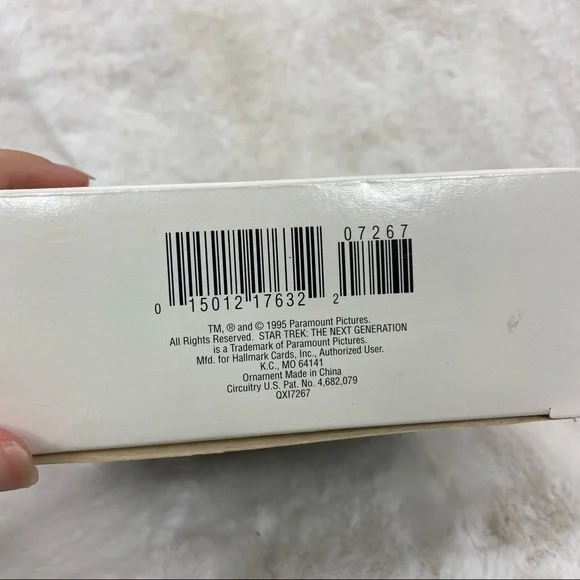 07267
0 15012 17632 2
TM, ® and © 1995 Paramount Pictures.
All Rights Reserved. STAR TREK: THE NEXT GENERATION
is a Trademark of Paramount Pictures.
Mfd. for Hallmark Cards, Inc., Authorized User.
K.C., MO 64141
Ornament Made in China
Circuitry U.S. Pat. No. 4,682,079
QXI7267